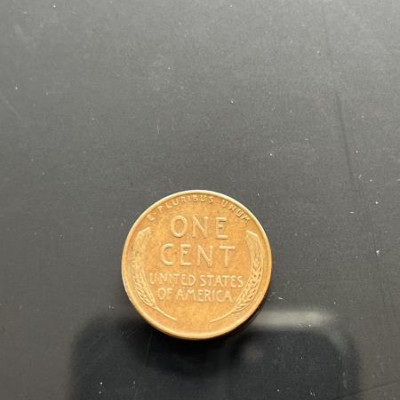 E PLURIBUS UNUM
ONE
CENT
UNITED STATES
OF AMERICA